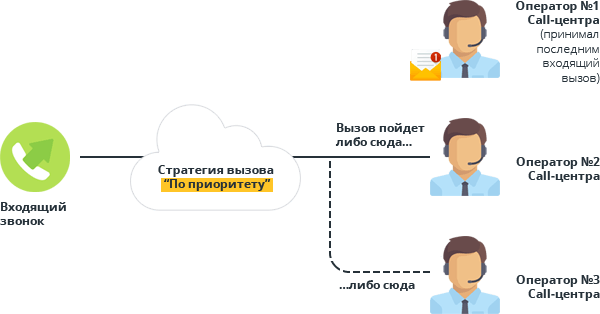 Оператор №1
Call-центра
(принимал
последним
входящий
вызов)
1
Вызов пойдет
либо сюда...
Стратегия вызова
“По приоритету”
Оператор №2
Call-центра
Входящий
звонок
...либо сюда
Оператор №3
Call-центра